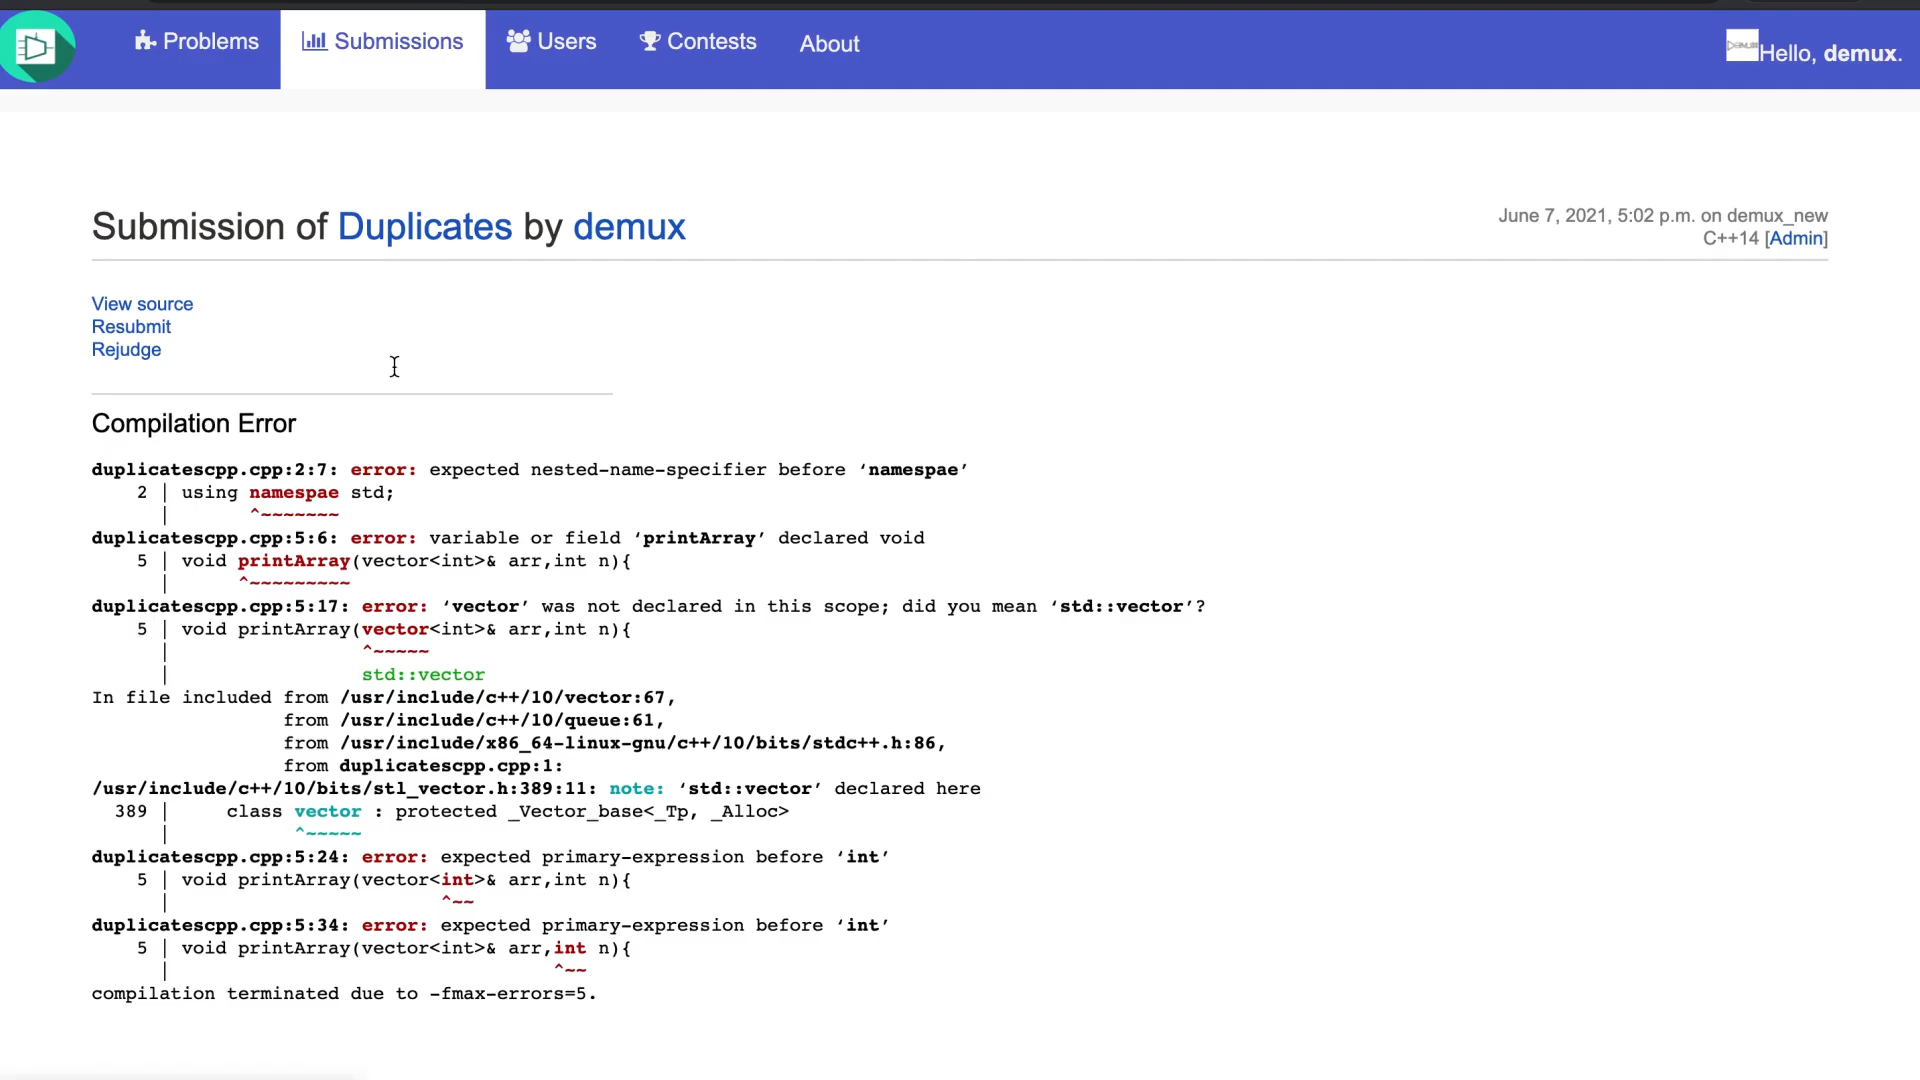 Problems Submissions Users Contests About Hello, demux.
Submission of Duplicates by demux
June 7, 2021, 5:02 p.m. on demux_new
C++14 [Admin]
View source
Resubmit
Rejudge
Compilation Error
duplicatescpp.cpp:2:7: error: expected nested-name-specifier before ‘namespae’
    2 | using namespae std;
      |       ^~~~~~~~
duplicatescpp.cpp:5:6: error: variable or field ‘printArray’ declared void
    5 | void printArray(vector<int>& arr,int n){
      |      ^~~~~~~~~~
duplicatescpp.cpp:5:17: error: ‘vector’ was not declared in this scope; did you mean ‘std::vector’?
    5 | void printArray(vector<int>& arr,int n){
      |                 ^~~~~~
      |                 std::vector
In file included from /usr/include/c++/10/vector:67,
                 from /usr/include/c++/10/queue:61,
                 from /usr/include/x86_64-linux-gnu/c++/10/bits/stdc++.h:86,
                 from duplicatescpp.cpp:1:
/usr/include/c++/10/bits/stl_vector.h:389:11: note: ‘std::vector’ declared here
  389 |     class vector : protected _Vector_base<_Tp, _Alloc>
      |           ^~~~~~
duplicatescpp.cpp:5:24: error: expected primary-expression before ‘int’
    5 | void printArray(vector<int>& arr,int n){
      |                        ^~~
duplicatescpp.cpp:5:34: error: expected primary-expression before ‘int’
    5 | void printArray(vector<int>& arr,int n){
      |                                  ^~~
compilation terminated due to -fmax-errors=5.